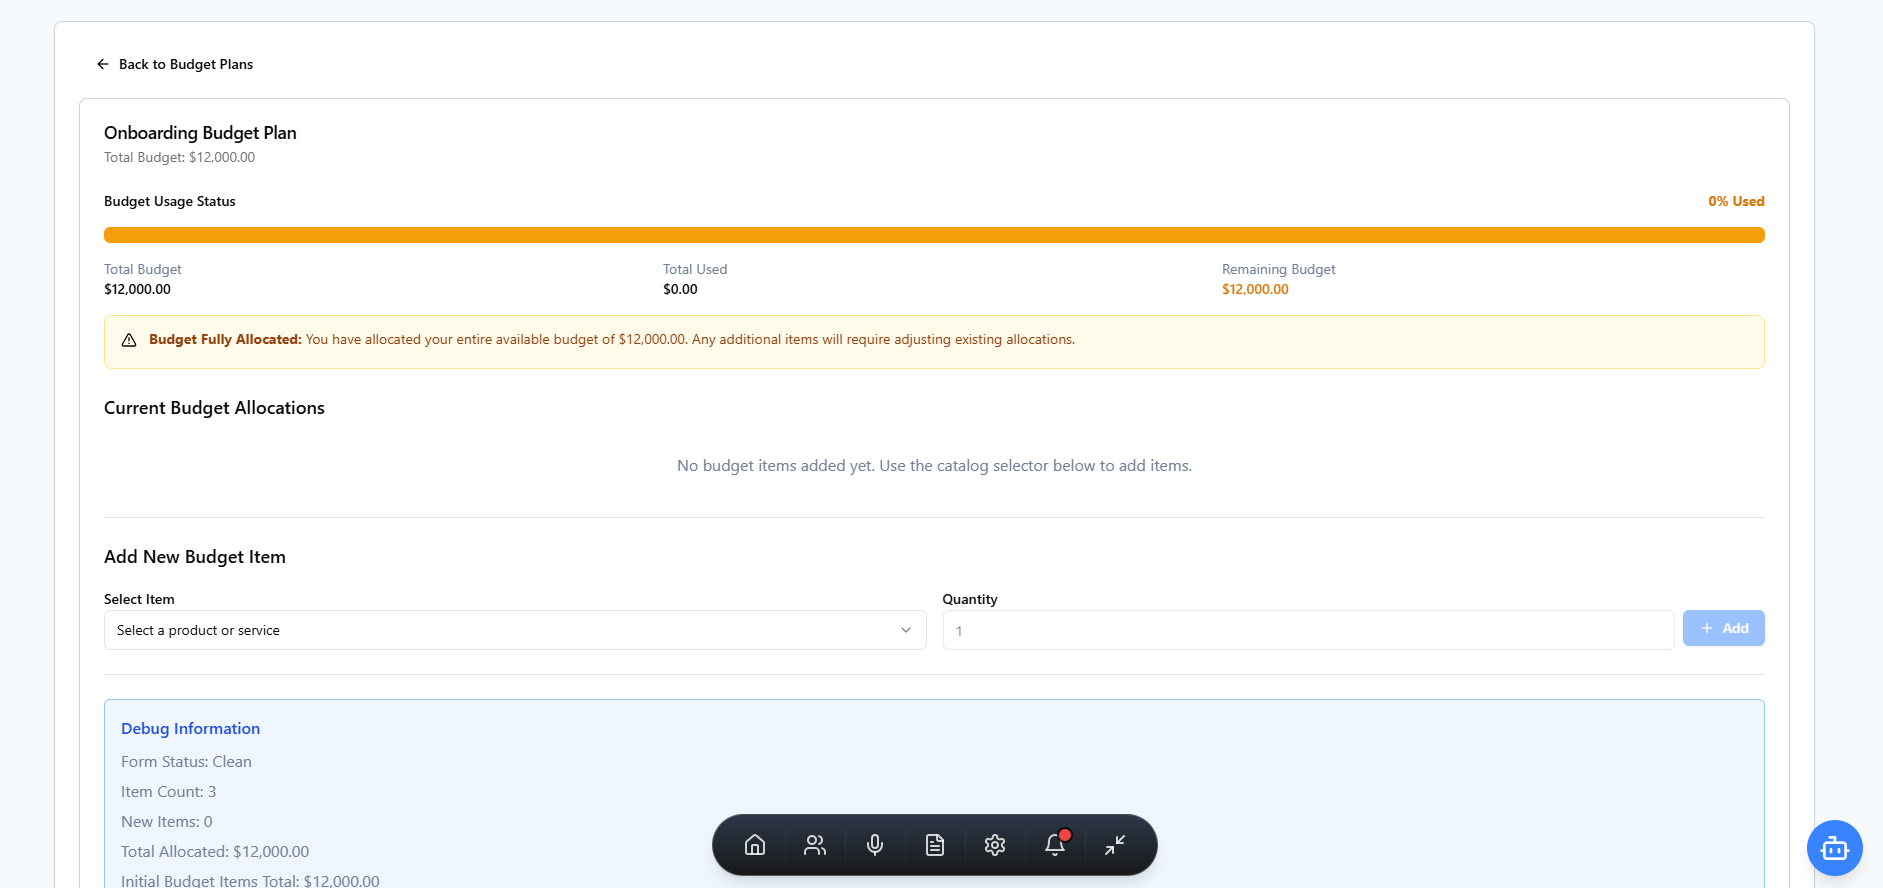 Back to Budget Plans
Onboarding Budget Plan
Total Budget: $12,000.00
Budget Usage Status
0% Used
Total Budget
$12,000.00
Total Used
$0.00
Remaining Budget
$12,000.00
Budget Fully Allocated: You have allocated your entire available budget of $12,000.00. Any additional items will require adjusting existing allocations.
Current Budget Allocations
No budget items added yet. Use the catalog selector below to add items.
Add New Budget Item
Select Item
Select a product or service
Quantity
1
+ Add
Debug Information
Form Status: Clean
Item Count: 3
New Items: 0
Total Allocated: $12,000.00
Initial Budget Items Total: $12,000.00